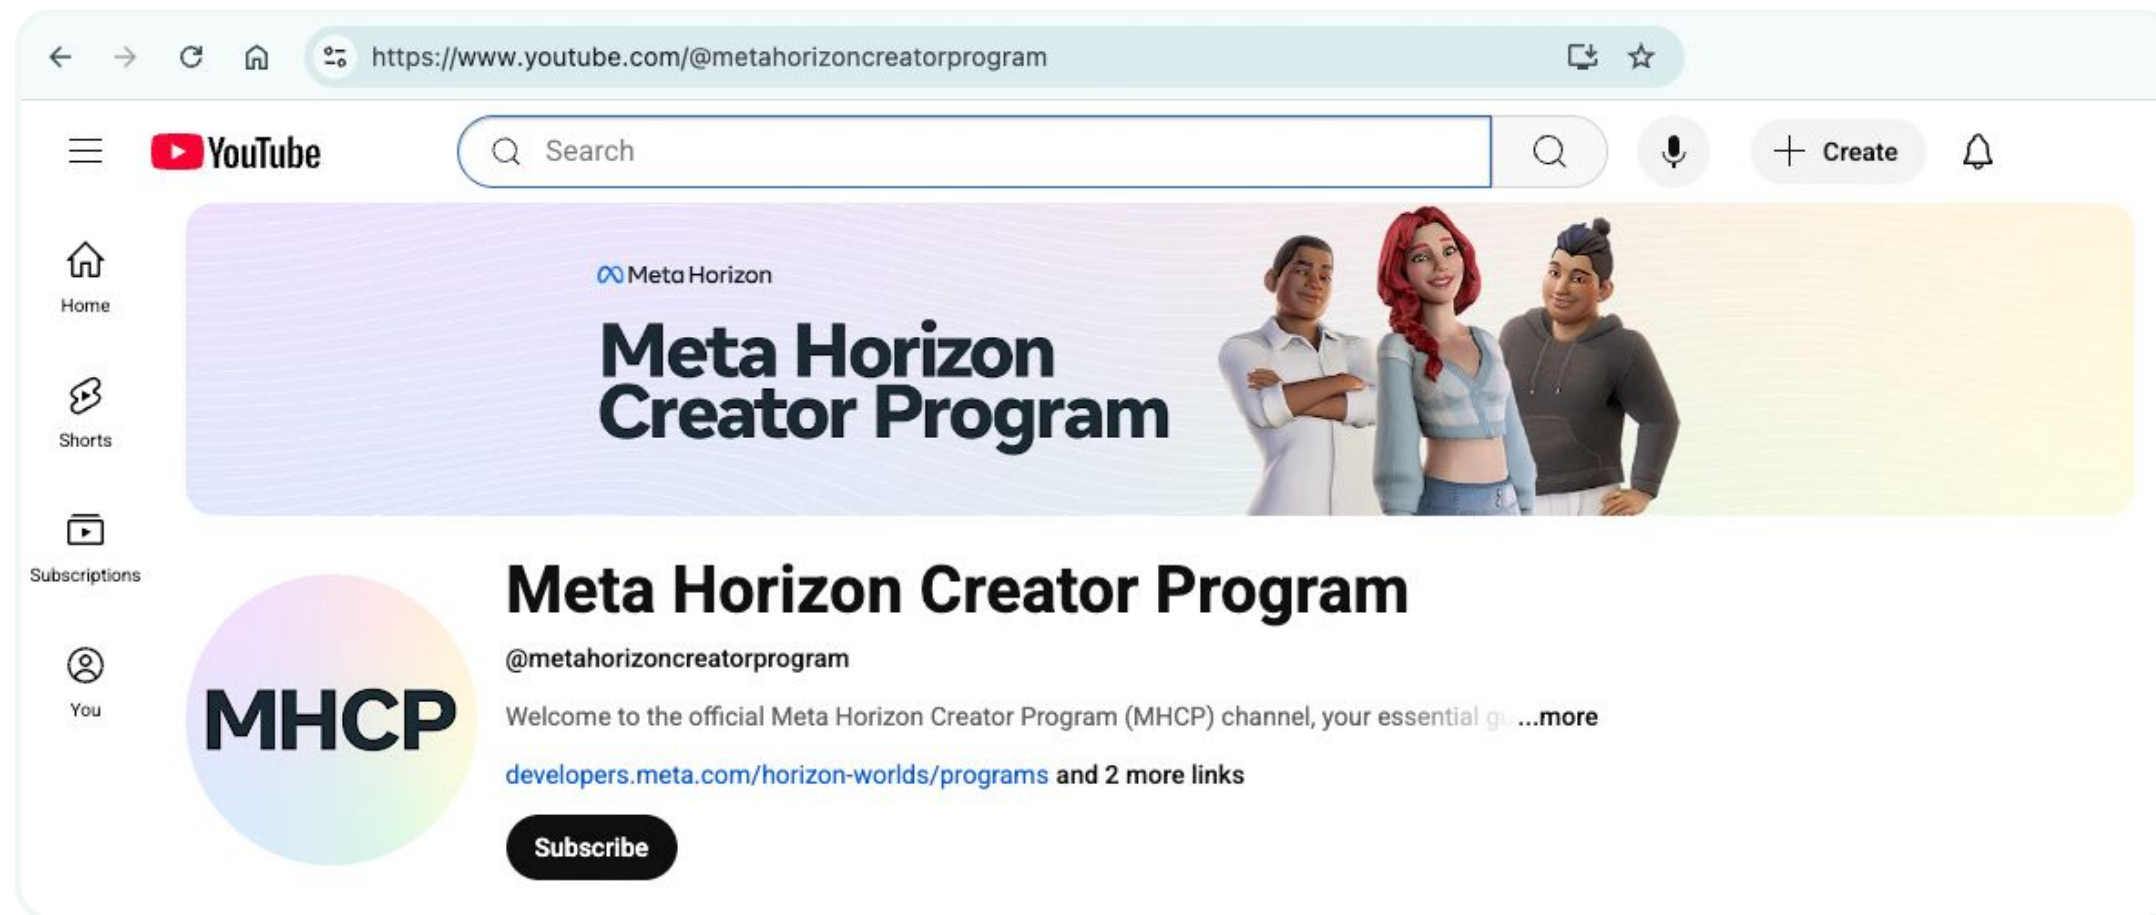 https://www.youtube.com/@metahorizoncreatorprogram
YouTube
Search
Create
Home
Shorts
Subscriptions
You
Meta Horizon
Meta Horizon
Creator Program
MHCP
Meta Horizon Creator Program
@metahorizoncreatorprogram
Welcome to the official Meta Horizon Creator Program (MHCP) channel, your essential ...more
developers.meta.com/horizon-worlds/programs and 2 more links
Subscribe